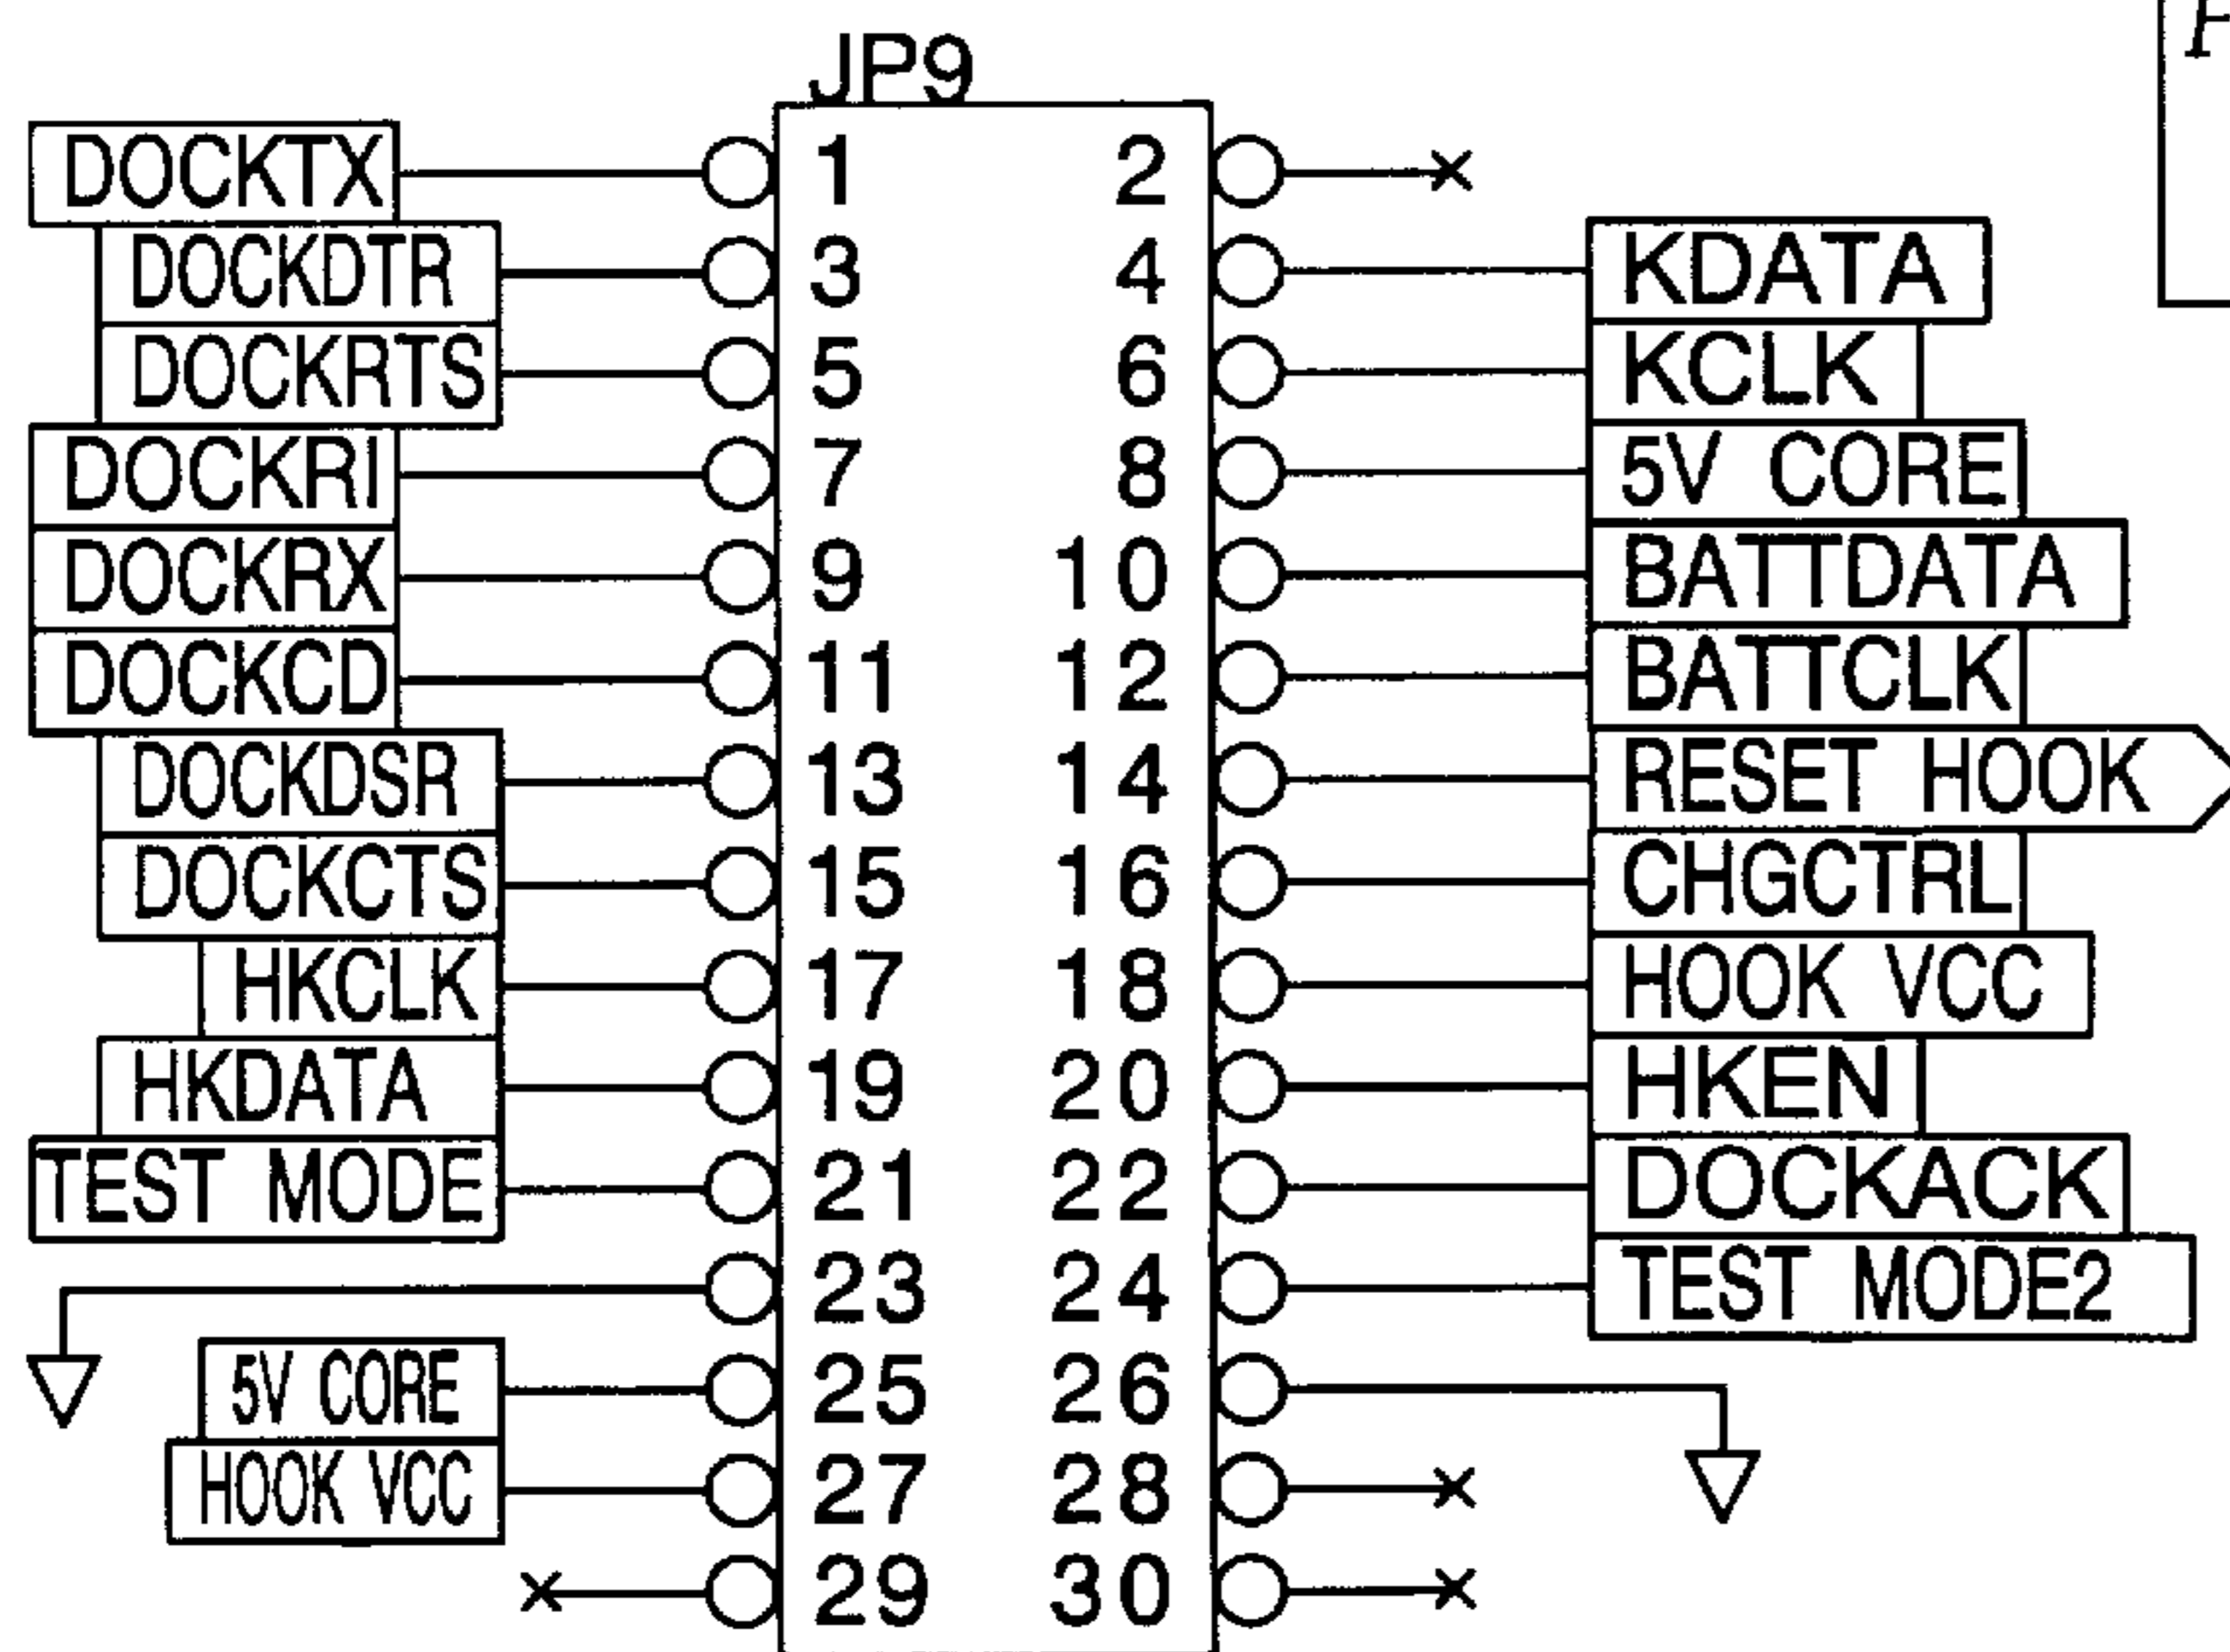 JP9
DOCKTX 1 2
DOCKDTR 3 4 KDATA
DOCKRTS 5 6 KCLK
DOCKRI 7 8 5V CORE
DOCKRX 9 10 BATTDATA
DOCKCD 11 12 BATTCLK
DOCKDSR 13 14 RESET HOOK
DOCKCTS 15 16 CHGCTRL
HKCLK 17 18 HOOK VCC
HKDATA 19 20 HKEN
TEST MODE 21 22 DOCKACK
23 24 TEST MODE2
5V CORE 25 26
HOOK VCC 27 28
29 30